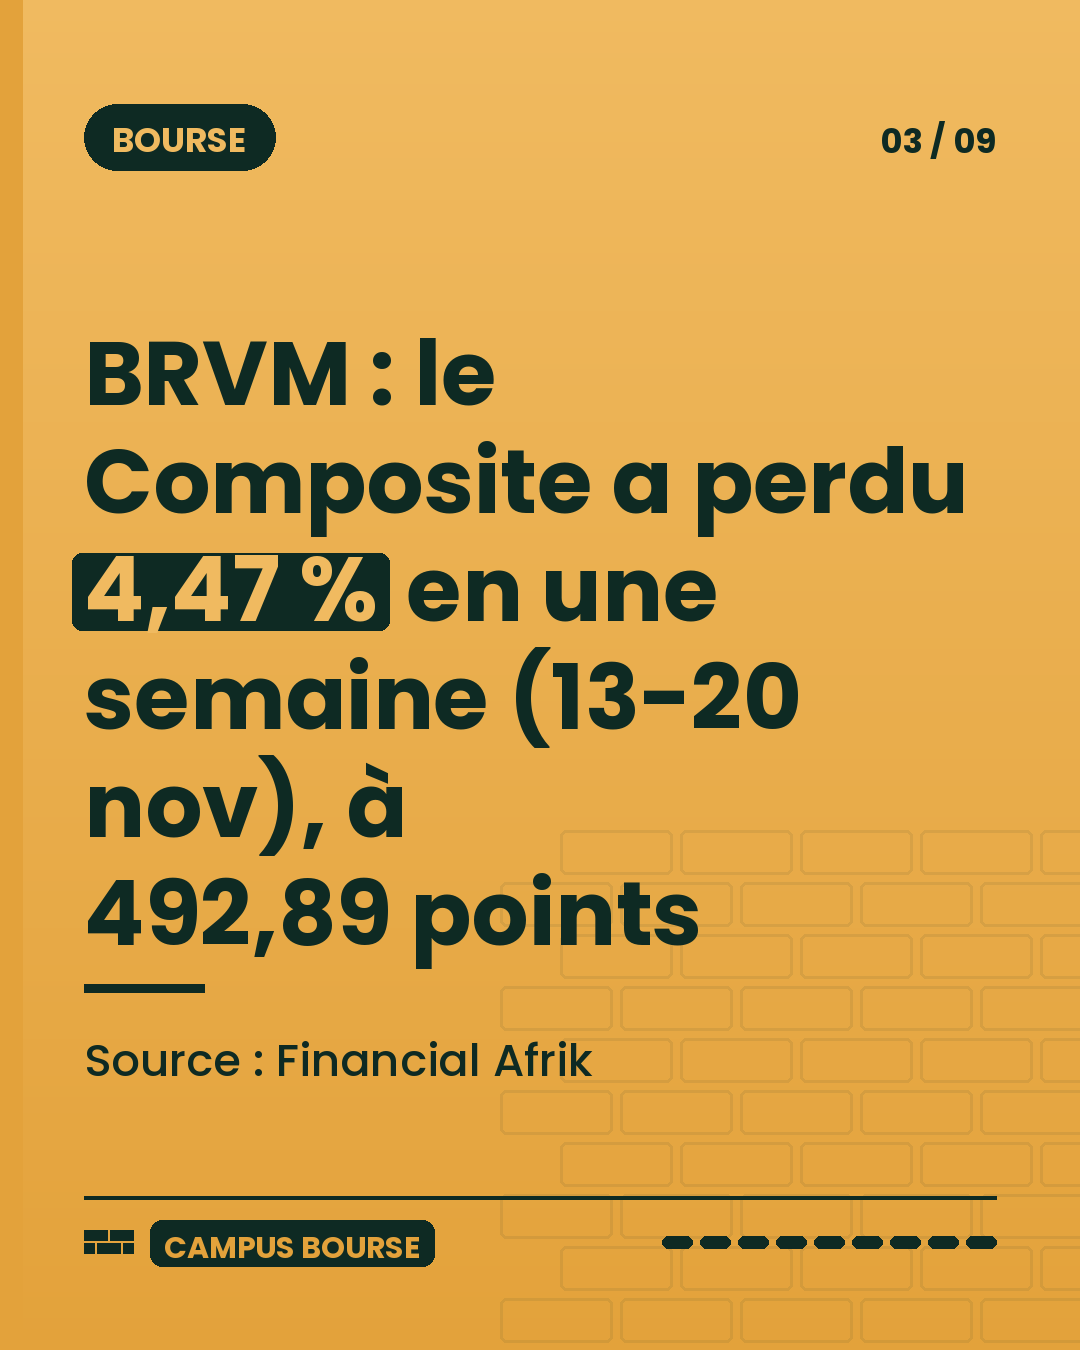 BOURSE
03 / 09
BRVM : le
Composite a perdu
4,47 % en une
semaine (13–20
nov), à
492,89 points
Source : Financial Afrik
CAMPUS BOURSE